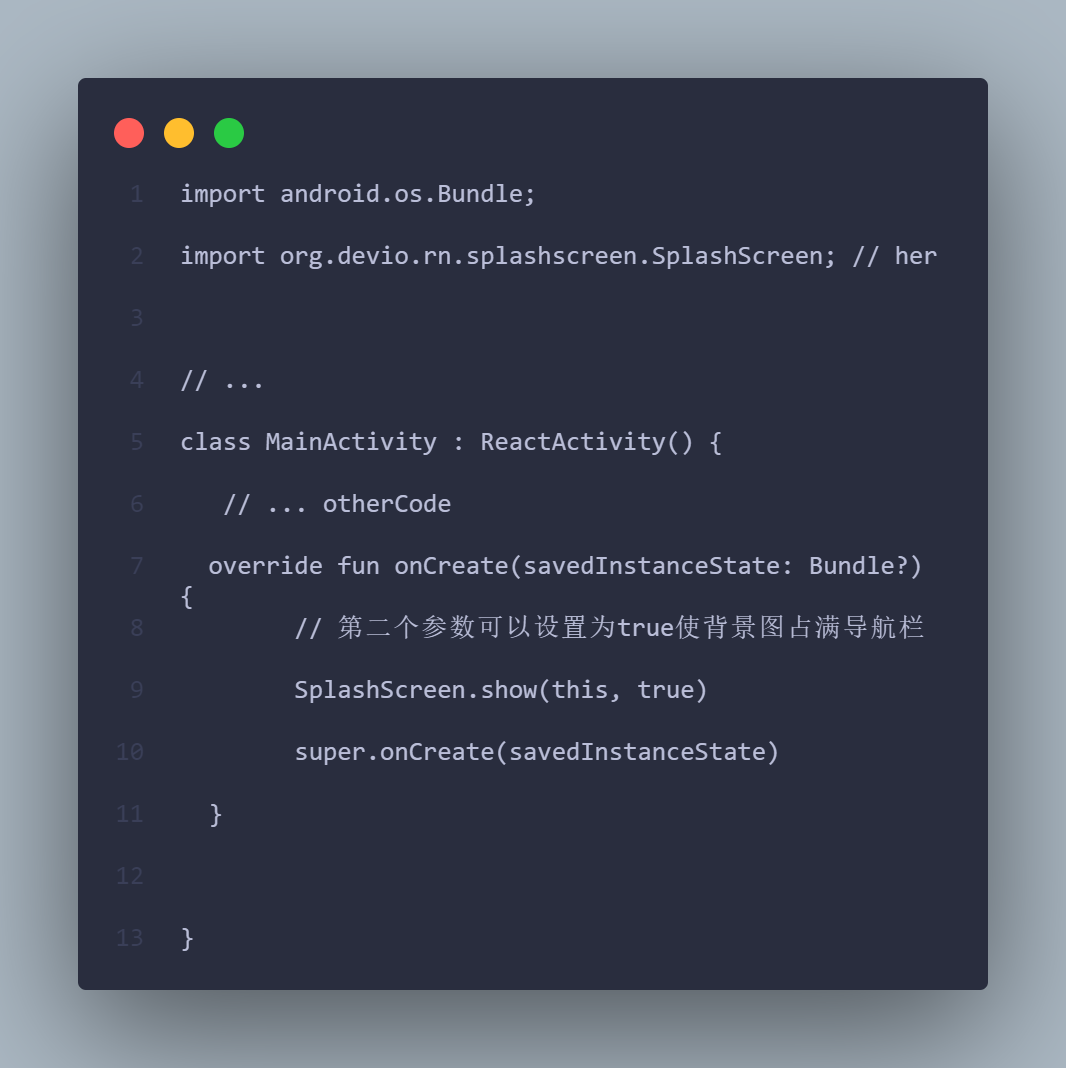 1 import android.os.Bundle;
2 import org.devio.rn.splashscreen.SplashScreen; // her
3
4 // ...
5 class MainActivity : ReactActivity() {
6 // ... otherCode
7 override fun onCreate(savedInstanceState: Bundle?)
{
8 // 第二个参数可以设置为true使背景图占满导航栏
9 SplashScreen.show(this, true)
10 super.onCreate(savedInstanceState)
11 }
12
13 }